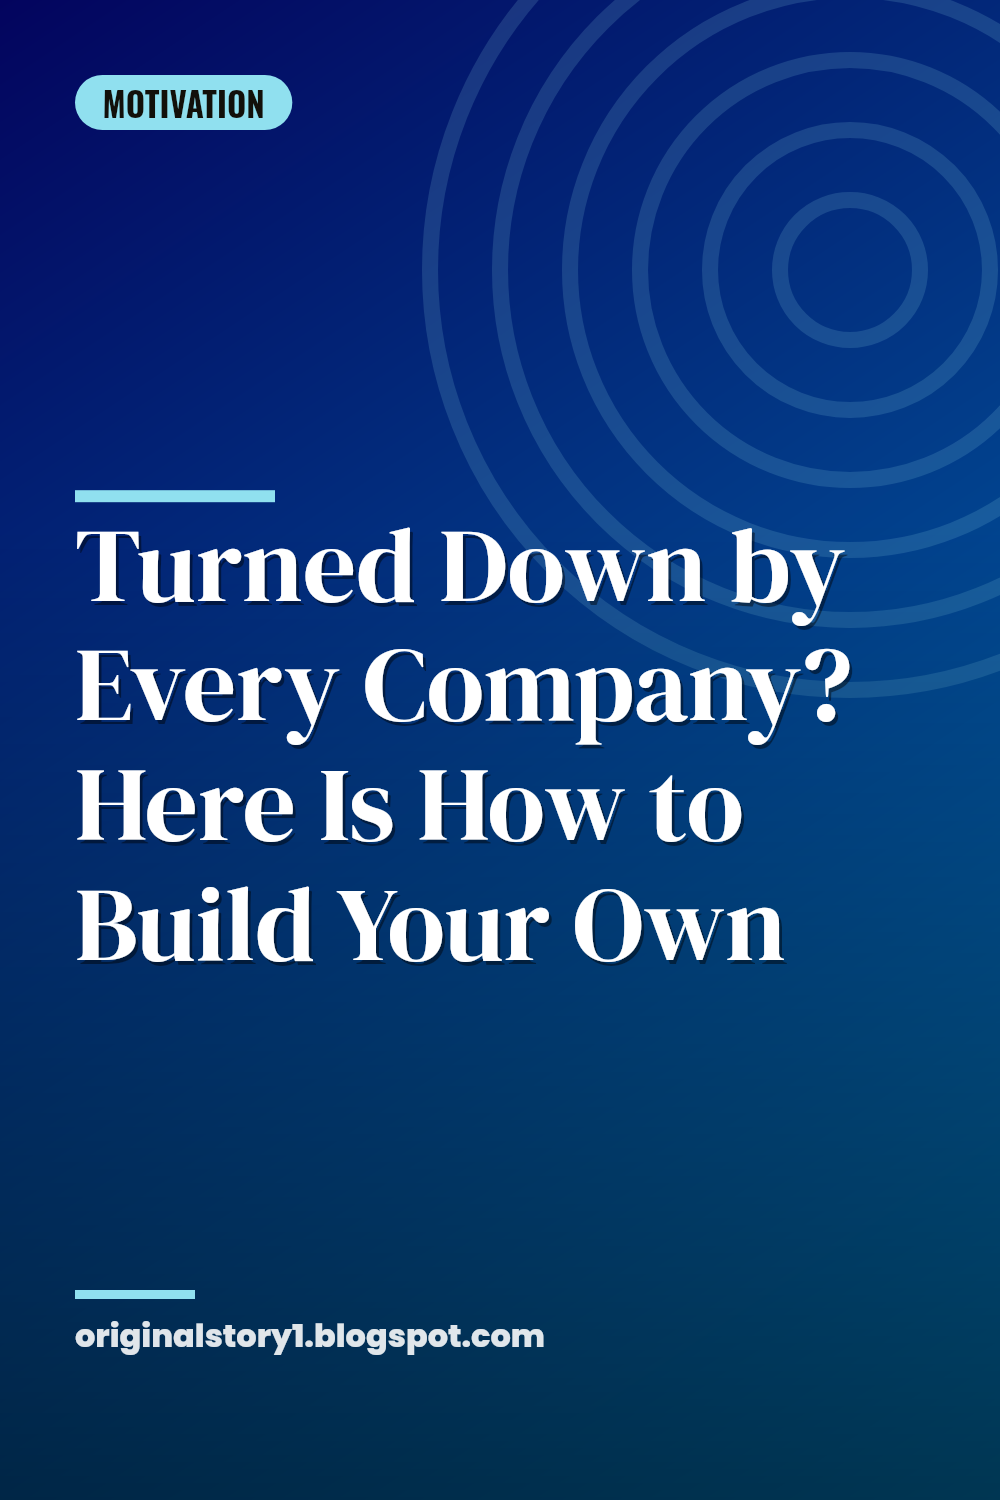 MOTIVATION
Turned Down by
Every Company?
Here Is How to
Build Your Own
originalstory1.blogspot.com